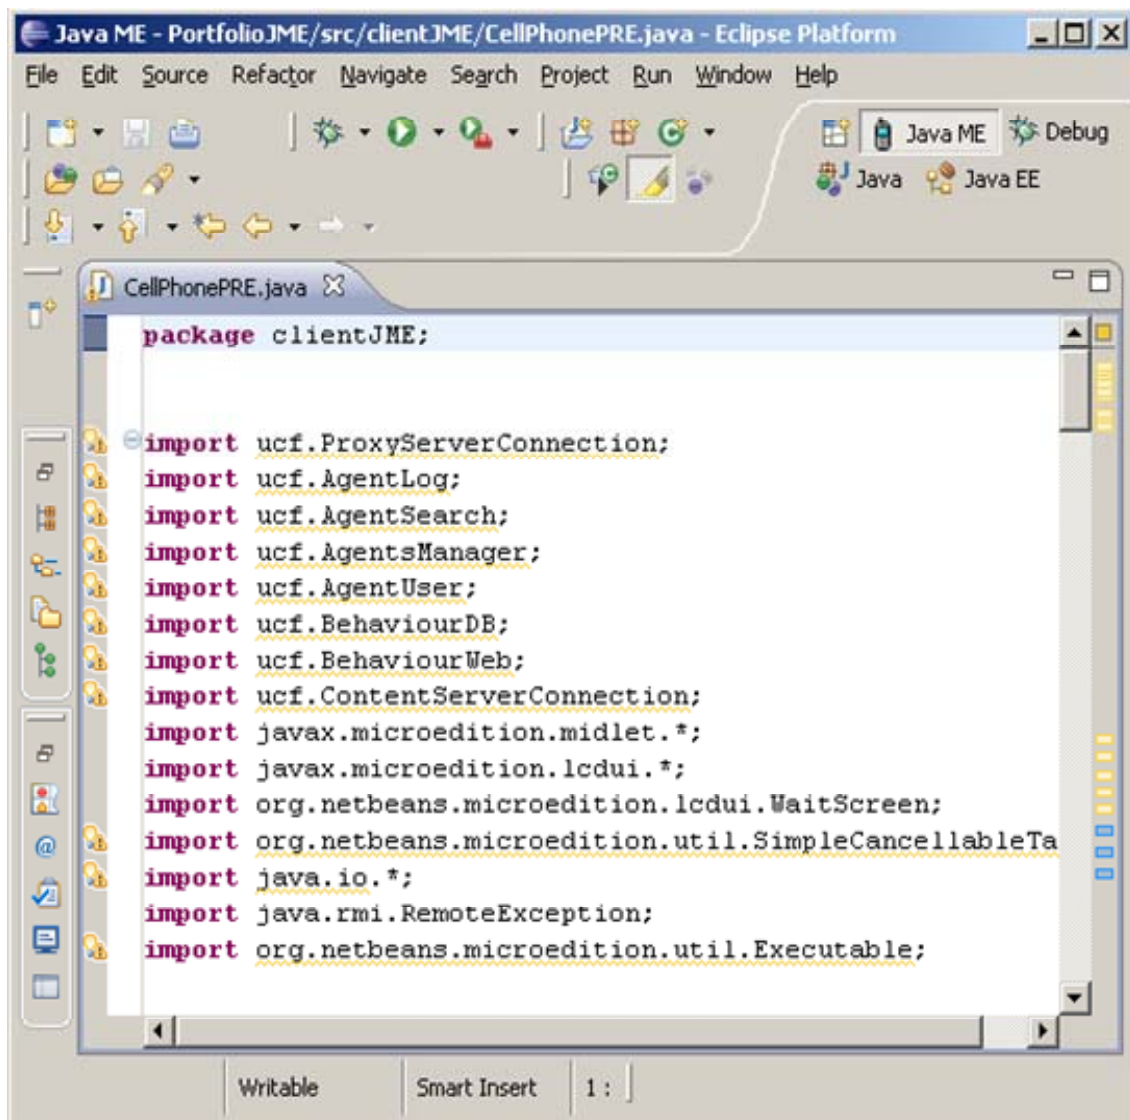 Java ME - PortfolioJME/src/clientJME/CellPhonePRE.java - Eclipse Platform
File Edit Source Refactor Navigate Search Project Run Window Help
Java ME Debug
Java Java EE
CellPhonePRE.java
package clientJME;
import ucf.ProxyServerConnection;
import ucf.AgentLog;
import ucf.AgentSearch;
import ucf.AgentsManager;
import ucf.AgentUser;
import ucf.BehaviourDB;
import ucf.BehaviourWeb;
import ucf.ContentServerConnection;
import javax.microedition.midlet.*;
import javax.microedition.lcdui.*;
import org.netbeans.microedition.lcdui.WaitScreen;
import org.netbeans.microedition.util.SimpleCancellableTa
import java.io.*;
import java.rmi.RemoteException;
import org.netbeans.microedition.util.Executable;
Writable Smart Insert 1 :